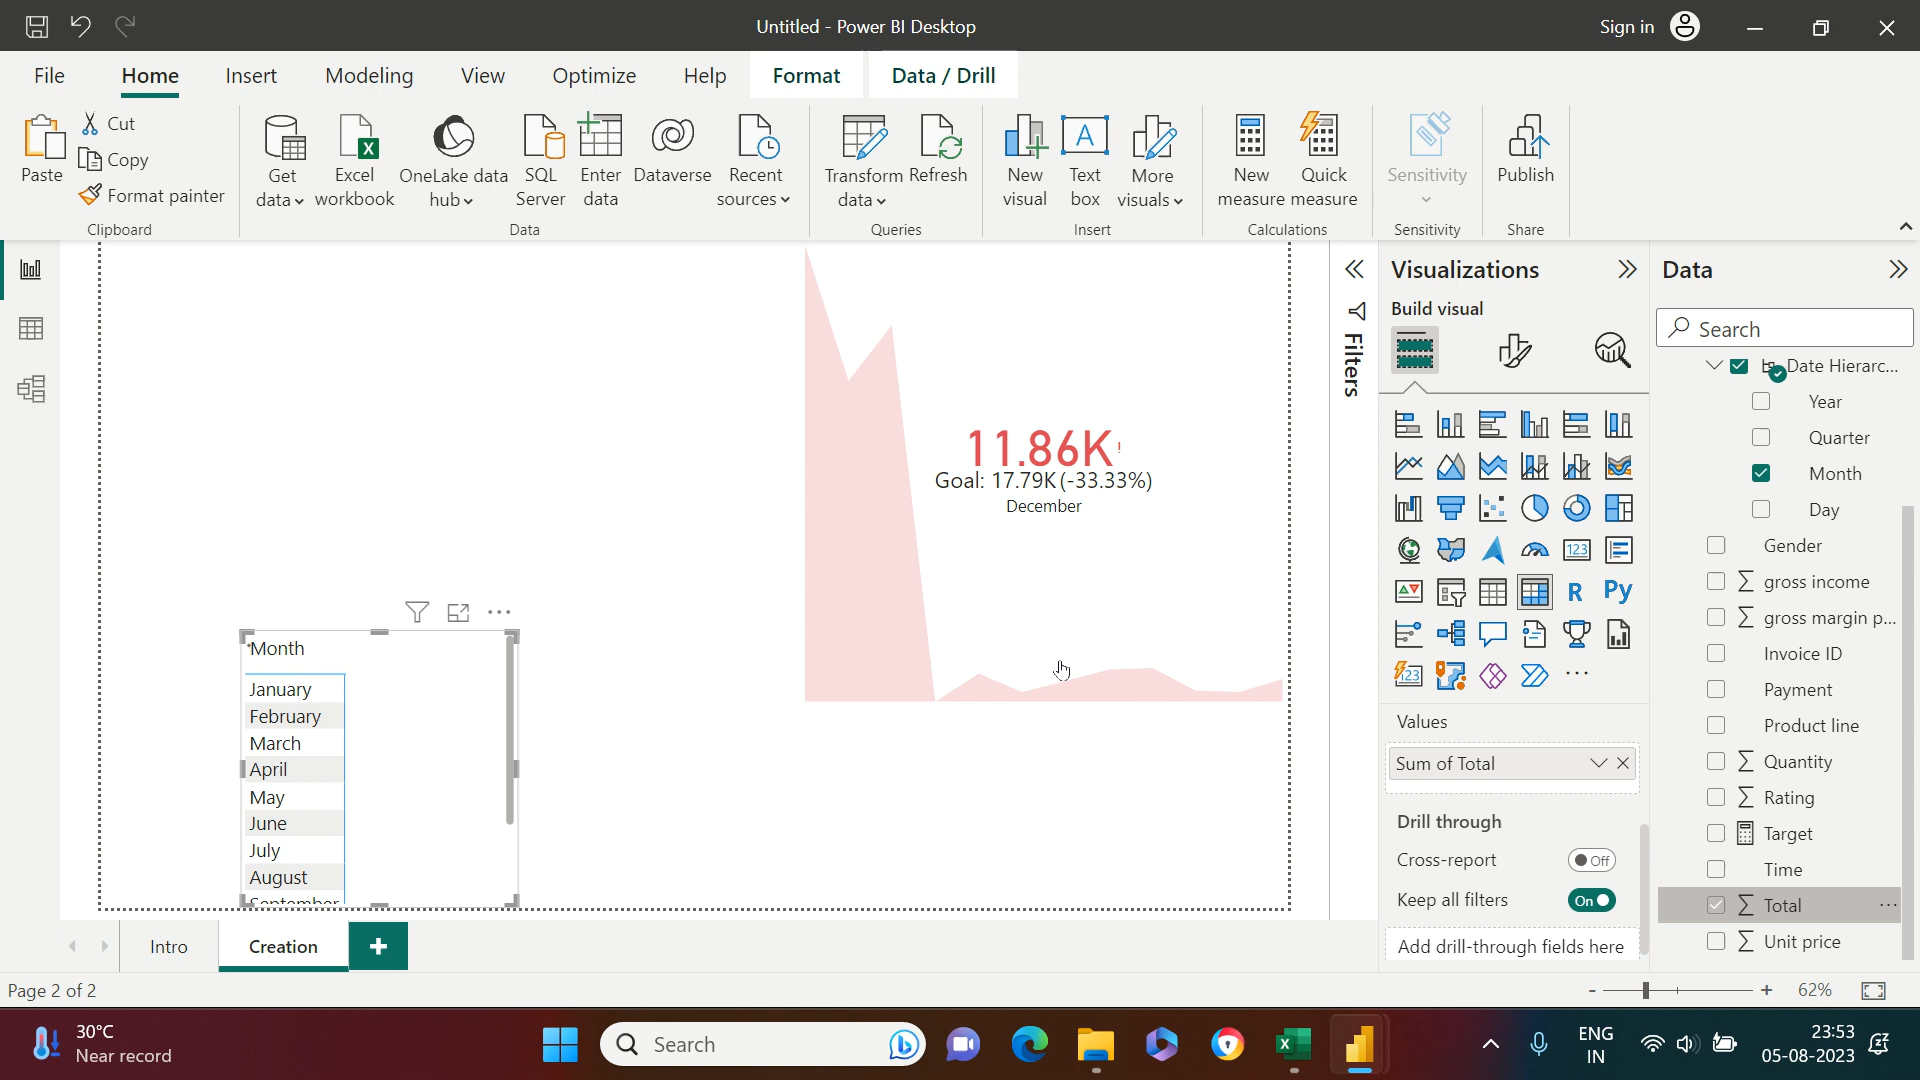 Untitled - Power BI Desktop
Sign in
File Home Insert Modeling View Optimize Help Format Data / Drill
Paste
Cut
Copy
Format painter
Clipboard
Get data
Excel workbook
OneLake data hub
SQL Server
Enter data
Dataverse
Recent sources
Data
Transform data
Refresh
Queries
New visual
Text box
More visuals
Insert
New measure
Quick measure
Calculations
Sensitivity
Sensitivity
Publish
Share
11.86K!
Goal: 17.79K (-33.33%)
December
Month
January
February
March
April
May
June
July
August
September
Filters
Visualizations
Build visual
123
R
Py
123
Values
Sum of Total
Drill through
Cross-report
Off
Keep all filters
On
Add drill-through fields here
Data
Search
Date Hierarc...
Year
Quarter
Month
Day
Gender
∑ gross income
∑ gross margin p...
Invoice ID
Payment
Product line
∑ Quantity
∑ Rating
Target
Time
∑ Total
∑ Unit price
Intro
Creation
Page 2 of 2
- + 62%
30°C
Near record
Search
ENG
IN
23:53
05-08-2023